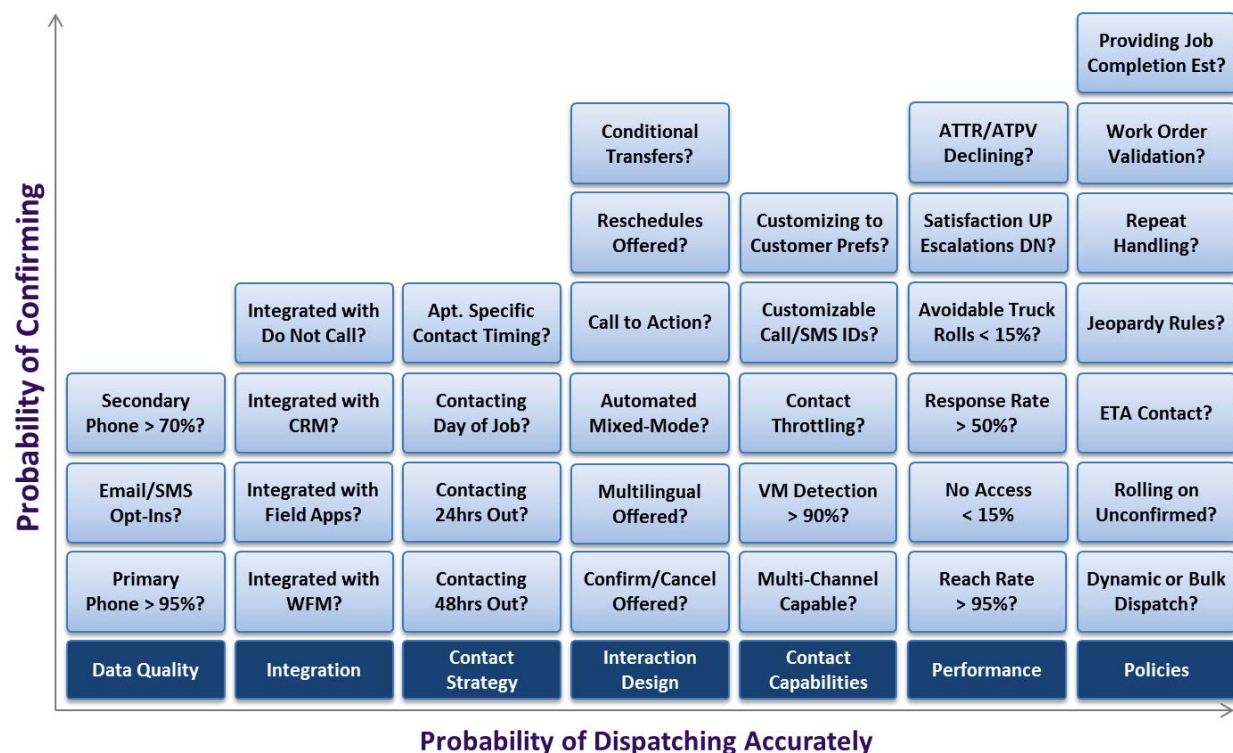 Probability of Confirming
Providing Job
Completion Est?
Conditional
Transfers?
ATTR/ATPV
Declining?
Work Order
Validation?
Reschedules
Offered?
Customizing to
Customer Prefs?
Satisfaction UP
Escalations DN?
Repeat
Handling?
Integrated with
Do Not Call?
Apt. Specific
Contact Timing?
Call to Action?
Customizable
Call/SMS IDs?
Avoidable Truck
Rolls < 15%?
Jeopardy Rules?
Secondary
Phone > 70%?
Integrated with
CRM?
Contacting
Day of Job?
Automated
Mixed-Mode?
Contact
Throttling?
Response Rate
> 50%?
ETA Contact?
Email/SMS
Opt-Ins?
Integrated with
Field Apps?
Contacting
24hrs Out?
Multilingual
Offered?
VM Detection
> 90%?
No Access
< 15%
Rolling on
Unconfirmed?
Primary
Phone > 95%?
Integrated with
WFM?
Contacting
48hrs Out?
Confirm/Cancel
Offered?
Multi-Channel
Capable?
Reach Rate
> 95%?
Dynamic or Bulk
Dispatch?
Data Quality
Integration
Contact
Strategy
Interaction
Design
Contact
Capabilities
Performance
Policies
Probability of Dispatching Accurately